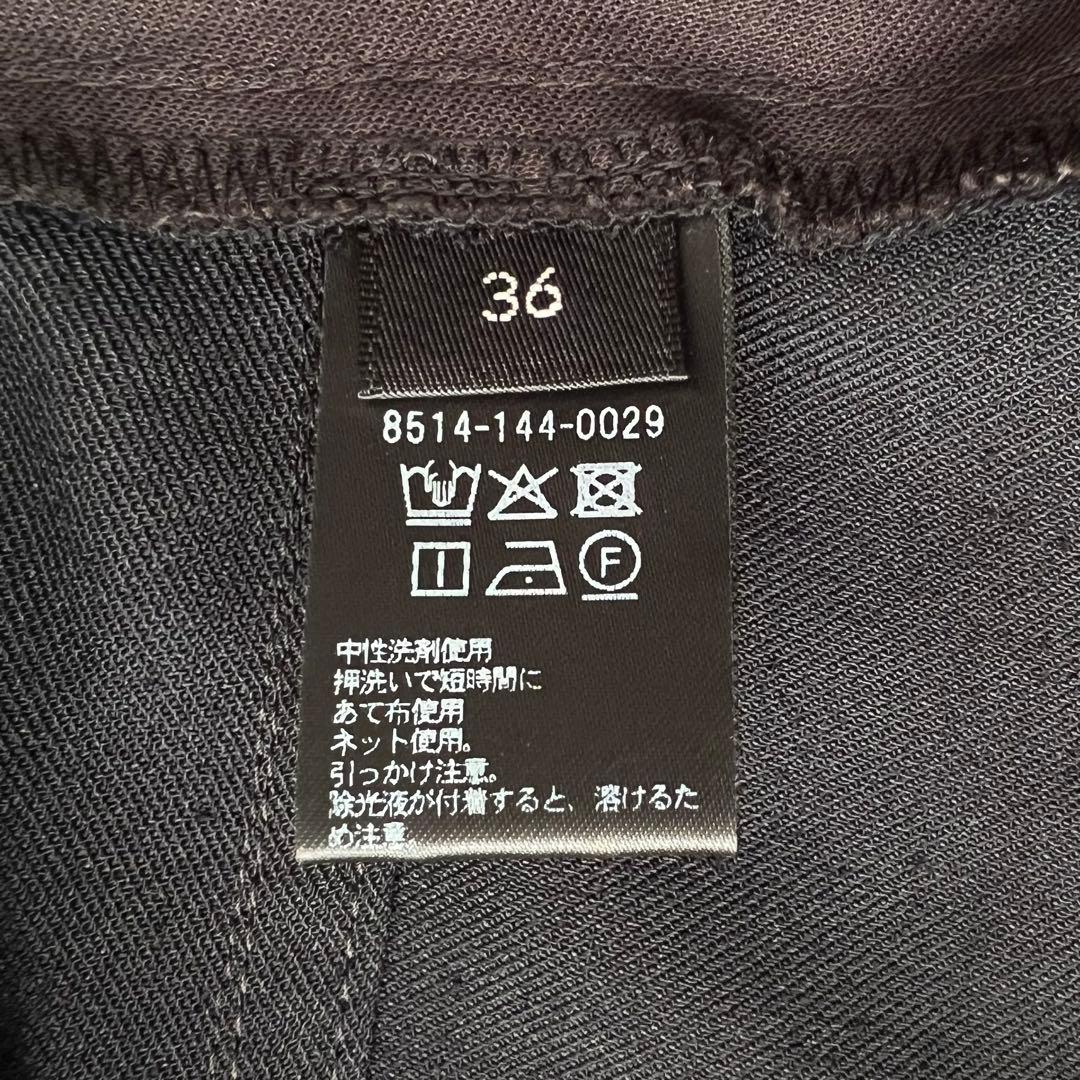 36
8514-144-0029
F
中性洗剤使用
押洗いで短時間に
あて布使用
ネット使用。
引っかけ注意。
除光液が付着すると、溶けるた
め注意。